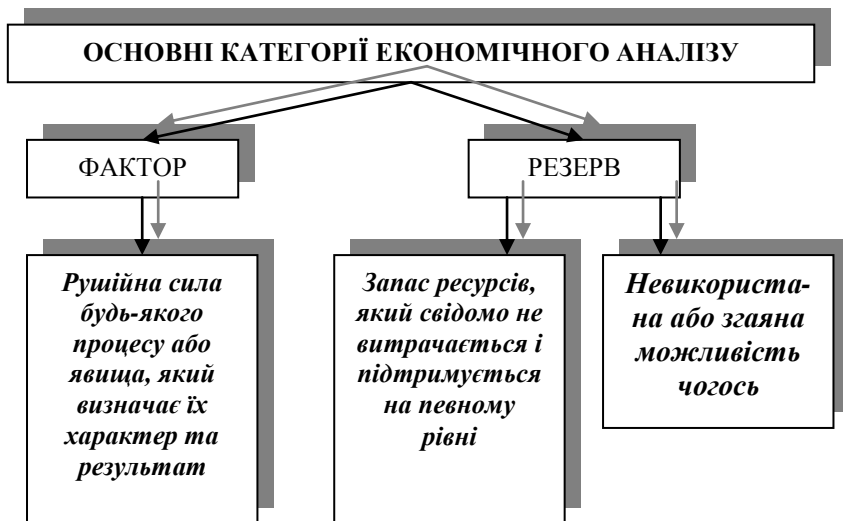 ОСНОВНІ КАТЕГОРІЇ ЕКОНОМІЧНОГО АНАЛІЗУ
ФАКТОР
РЕЗЕРВ
Рушійна сила
будь-якого
процесу або
явища, який
визначає їх
характер та
результат
Запас ресурсів,
який свідомо не
витрачається і
підтримується
на певному
рівні
Невикориста-
на або згаяна
можливість
чогось